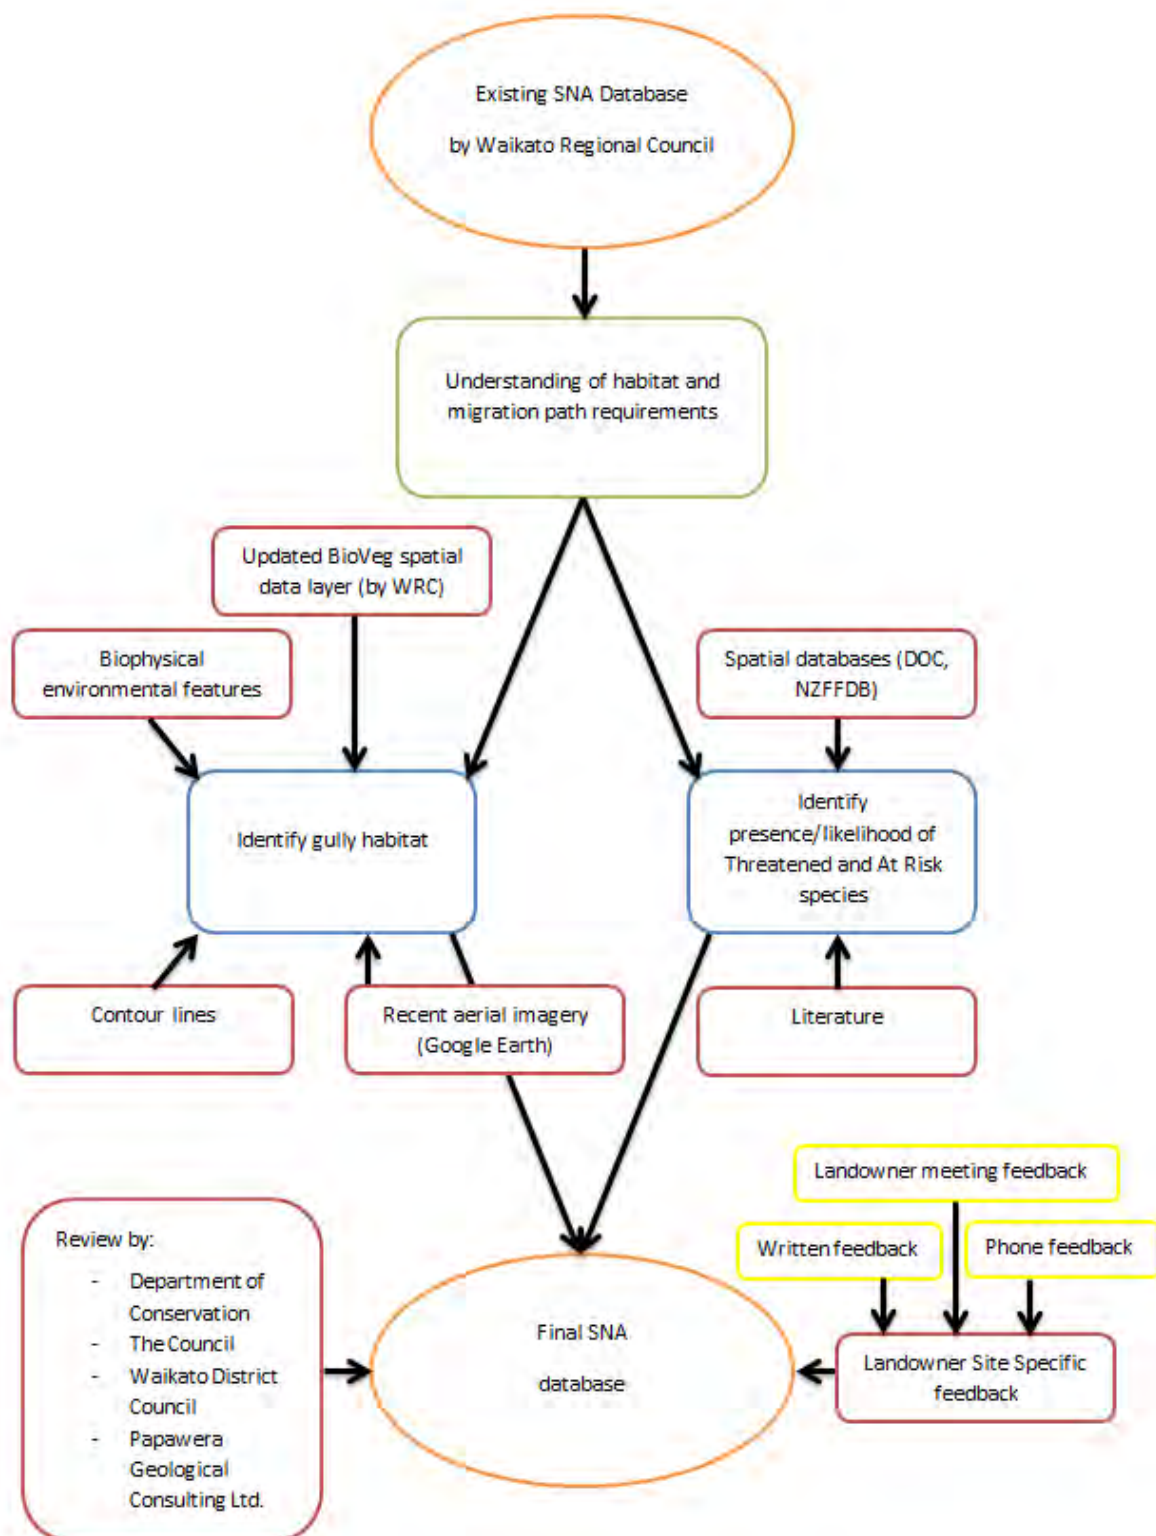 Existing SNA Database
by Waikato Regional Council
Understanding of habitat and
migration path requirements
Updated BioVeg spatial
data layer (by WRC)
Biophysical
environmental features
Spatial databases (DOC,
NZFFDB)
Identify gully habitat
Identify
presence/likelihood of
Threatened and At Risk
species
Contour lines
Recent aerial imagery
(Google Earth)
Literature
Landowner meeting feedback
Written feedback
Phone feedback
Landowner Site Specific
feedback
Review by:
- Department of
Conservation
- The Council
- Waikato District
Council
- Papawera
Geological
Consulting Ltd.
Final SNA
database